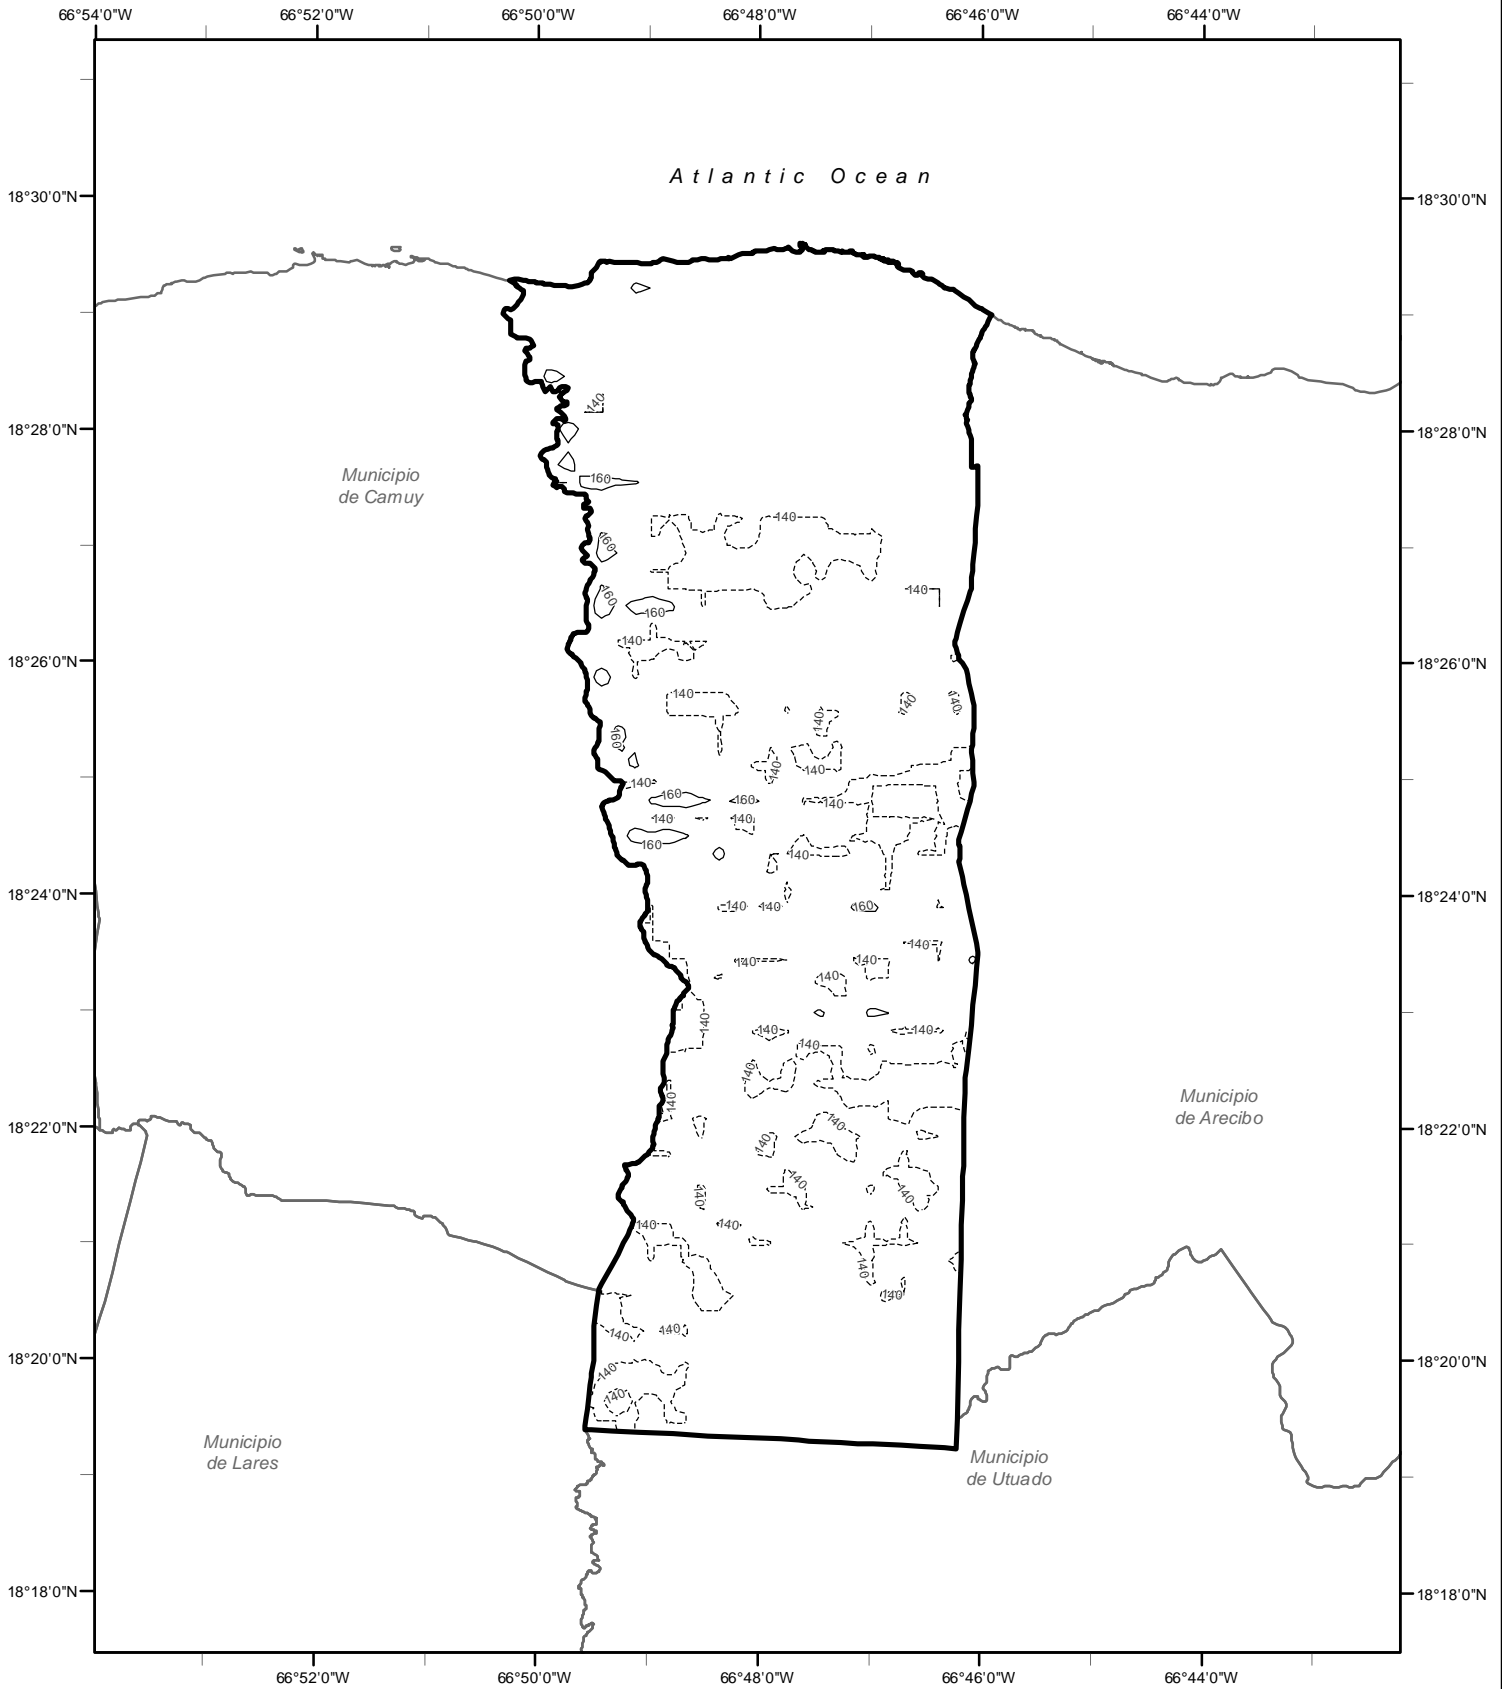 66°54'0"W 66°52'0"W 66°50'0"W 66°48'0"W 66°46'0"W 66°44'0"W
Atlantic Ocean
18°30'0"N 18°30'0"N
140
18°28'0"N 18°28'0"N
Municipio
de Camuy
160
140
160
140
160
160
140
18°26'0"N 18°26'0"N
140
140
140
140
160
140
140
140
160 160 140
140 140
160
140
18°24'0"N 18°24'0"N
140 140 160
140
140 140
140
140
140 140
140
140
140
Municipio
de Arecibo
18°22'0"N 18°22'0"N
140
140
140
140
140
140 140
140
140
140 140
18°20'0"N 18°20'0"N
140
140
Municipio
de Lares
Municipio
de Utuado
18°18'0"N 18°18'0"N
66°52'0"W 66°50'0"W 66°48'0"W 66°46'0"W 66°44'0"W